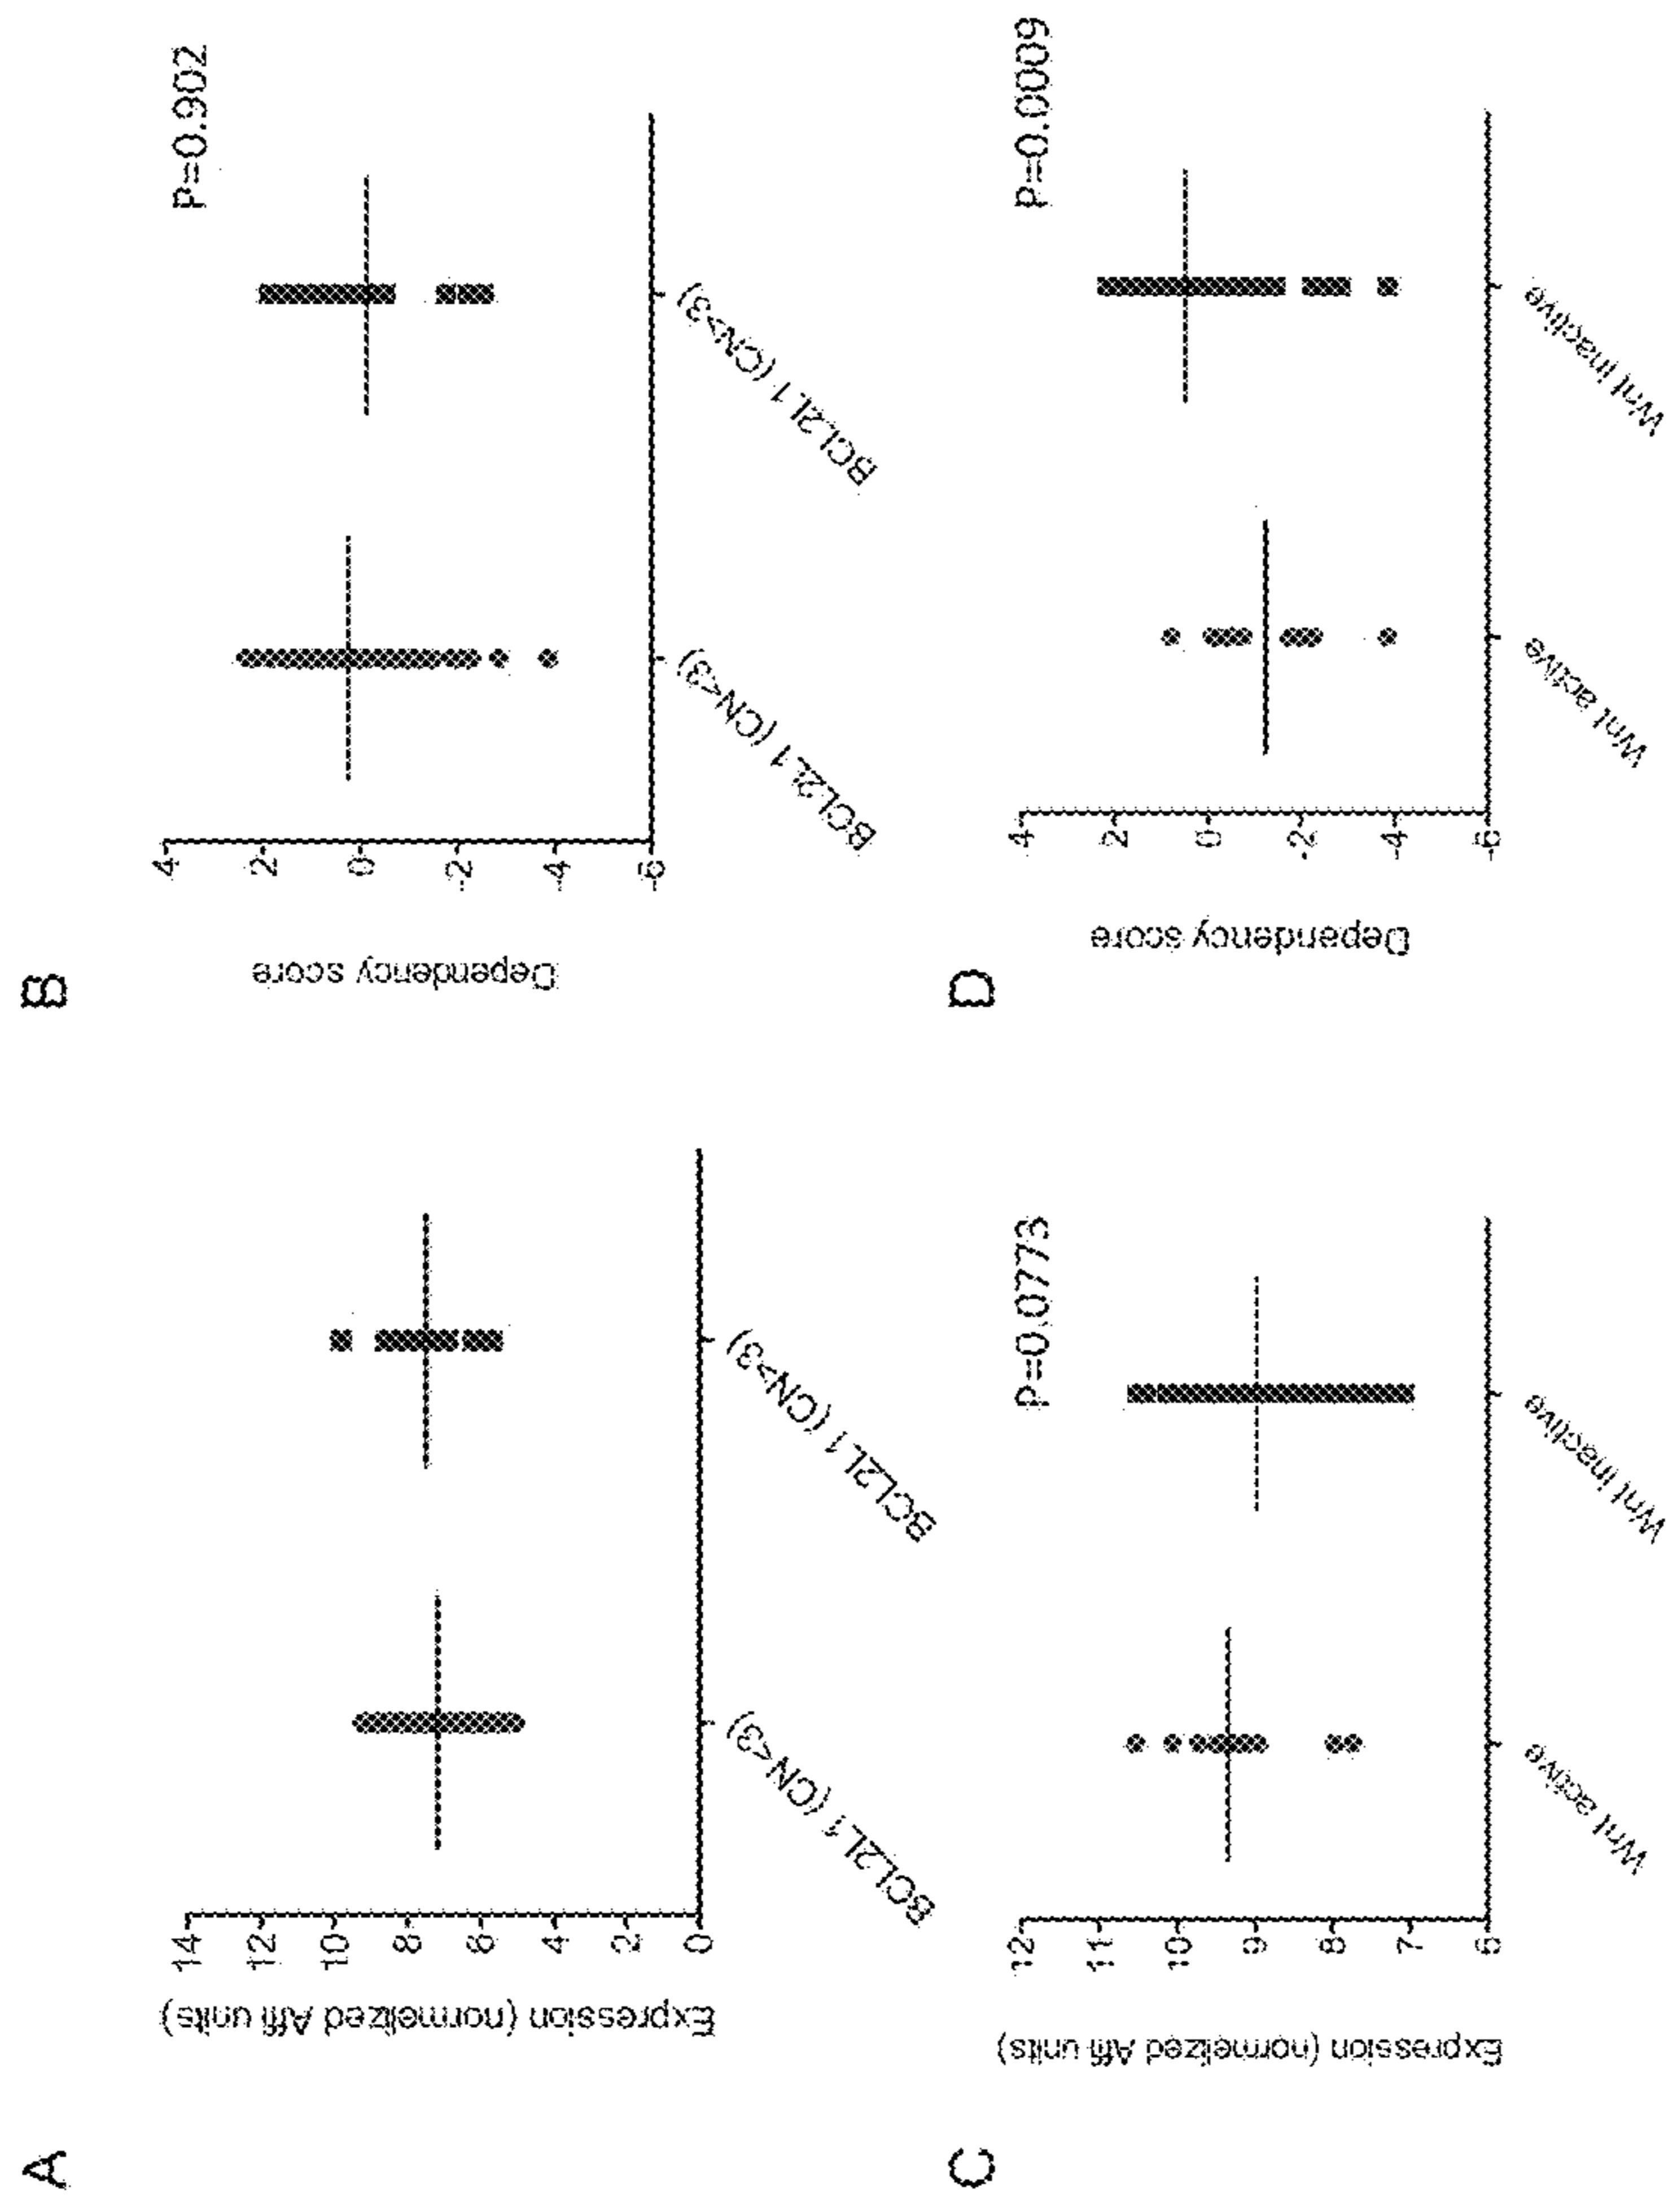 A
Expression (normelized Affi units)
14
12
10
8
6
4
2
0
BCL2L1 (CN<3)
BCL2L1 (CN>3)
B
P=0.902
Dependency score
4
2
0
-2
-4
-6
BCL2L1 (CN<3)
BCL2L1 (CN>3)
C
P=0.0773
Expression (normelized Affi units)
12
11
10
9
8
7
6
Wnt active
Wnt inactive
D
P=0.0009
Dependency score
4
2
0
-2
-4
-6
Wnt active
Wnt inactive